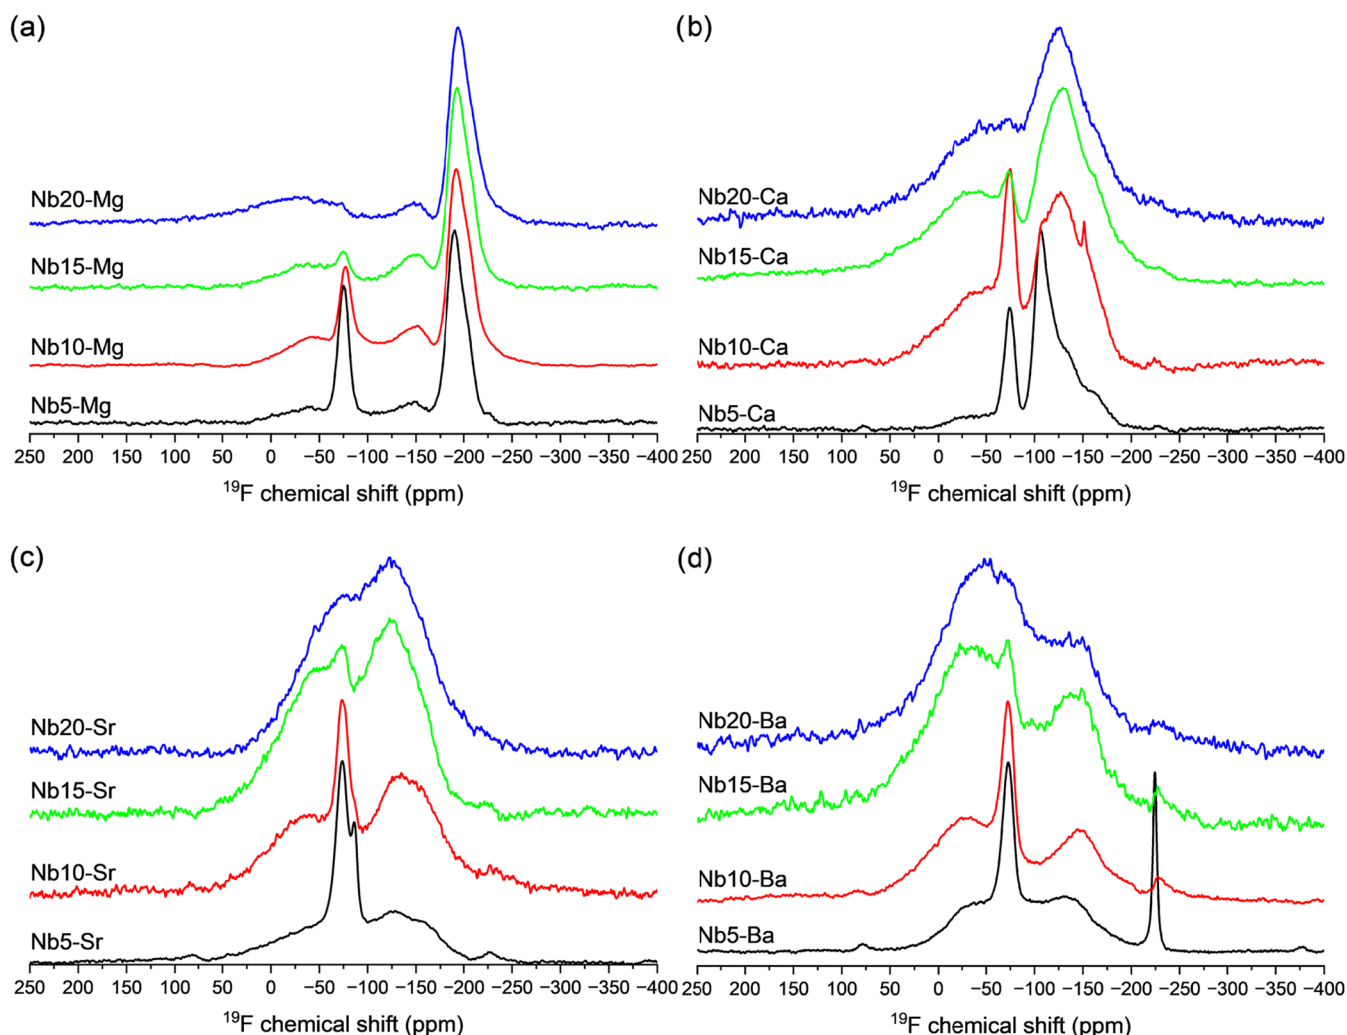 (a)
Nb20-Mg
Nb15-Mg
Nb10-Mg
Nb5-Mg
250 200 150 100 50 0 −50 −100 −150 −200 −250 −300 −350 −400
¹⁹F chemical shift (ppm)
(b)
Nb20-Ca
Nb15-Ca
Nb10-Ca
Nb5-Ca
250 200 150 100 50 0 −50 −100 −150 −200 −250 −300 −350 −400
¹⁹F chemical shift (ppm)
(c)
Nb20-Sr
Nb15-Sr
Nb10-Sr
Nb5-Sr
250 200 150 100 50 0 −50 −100 −150 −200 −250 −300 −350 −400
¹⁹F chemical shift (ppm)
(d)
Nb20-Ba
Nb15-Ba
Nb10-Ba
Nb5-Ba
250 200 150 100 50 0 −50 −100 −150 −200 −250 −300 −350 −400
¹⁹F chemical shift (ppm)